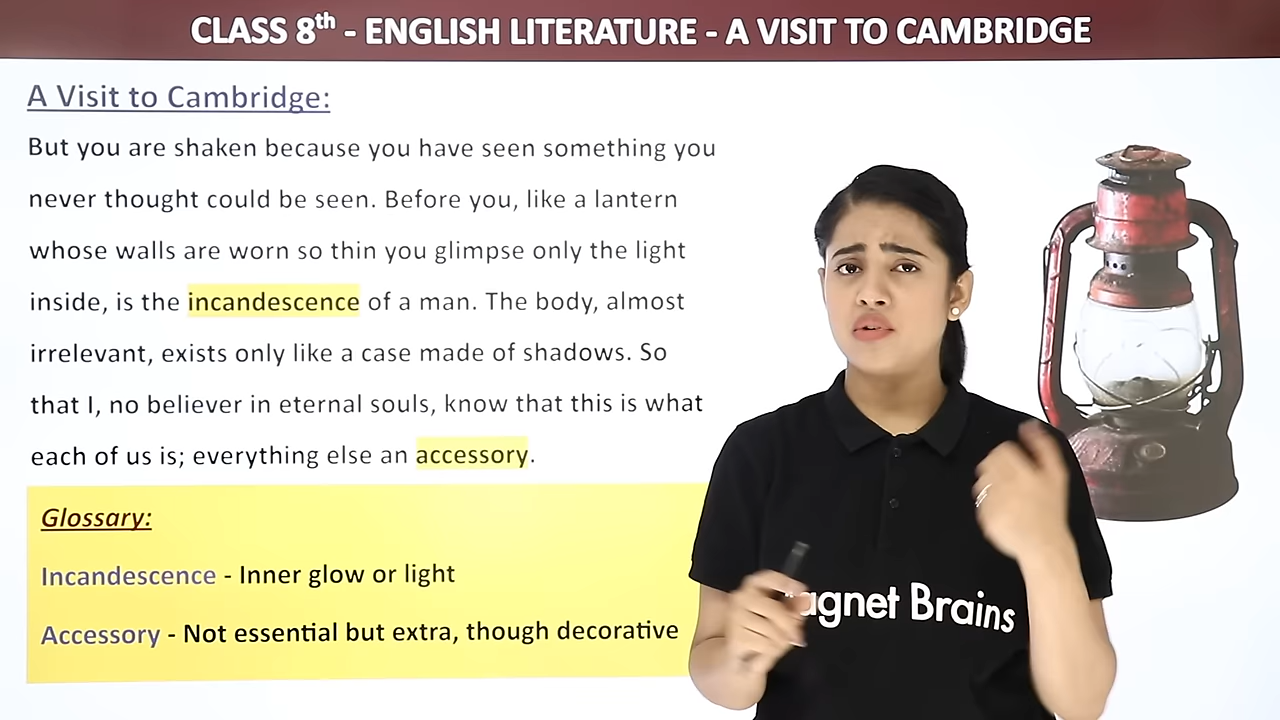 CLASS 8th - ENGLISH LITERATURE - A VISIT TO CAMBRIDGE
A Visit to Cambridge:
But you are shaken because you have seen something you
never thought could be seen. Before you, like a lantern
whose walls are worn so thin you glimpse only the light
inside, is the incandescence of a man. The body, almost
irrelevant, exists only like a case made of shadows. So
that I, no believer in eternal souls, know that this is what
each of us is; everything else an accessory.
Glossary:
Incandescence - Inner glow or light
Accessory - Not essential but extra, though decorative
agnet Brains